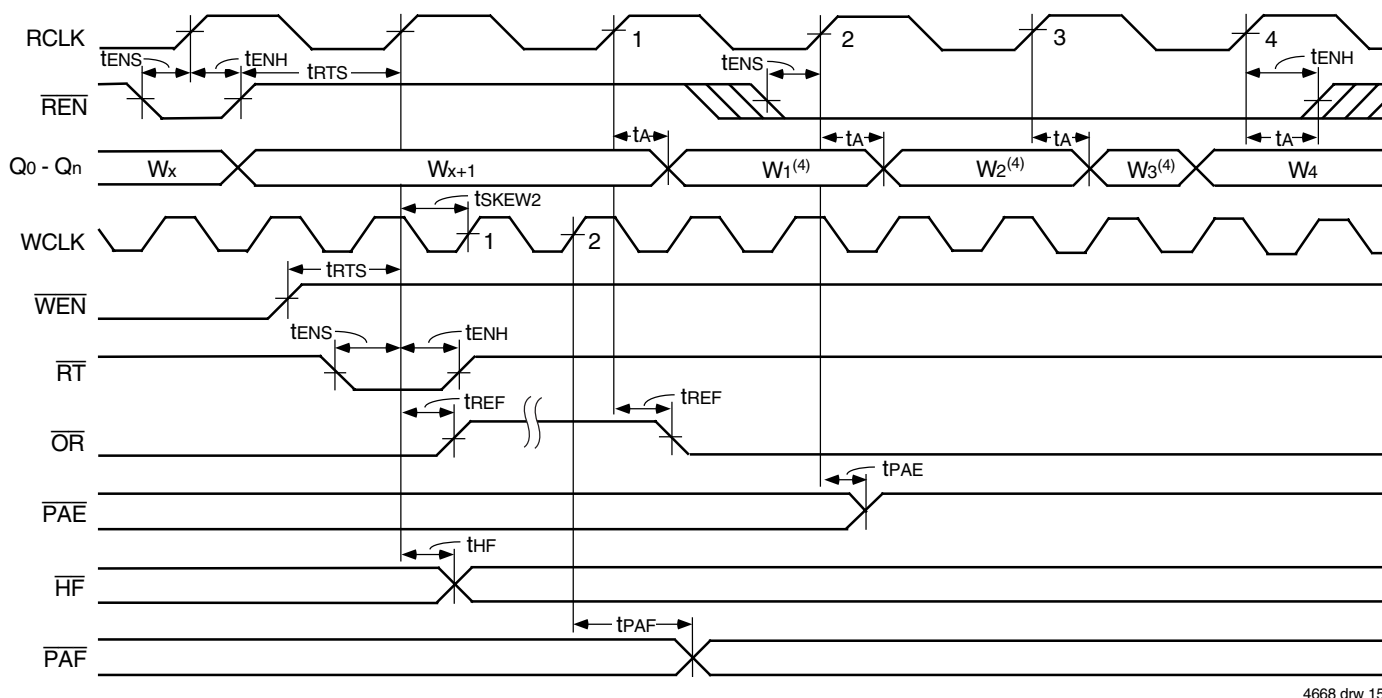 RCLK 1 2 3 4
tENS tENH tRTS tENS tENH
REN
tA tA tA tA
Q0 - Qn Wx Wx+1 W1(4) W2(4) W3(4) W4
tSKEW2
WCLK 1 2
tRTS
WEN
tENS tENH
RT
tREF tREF
OR
tPAE
PAE
tHF
HF
tPAF
PAF
4668 drw 15